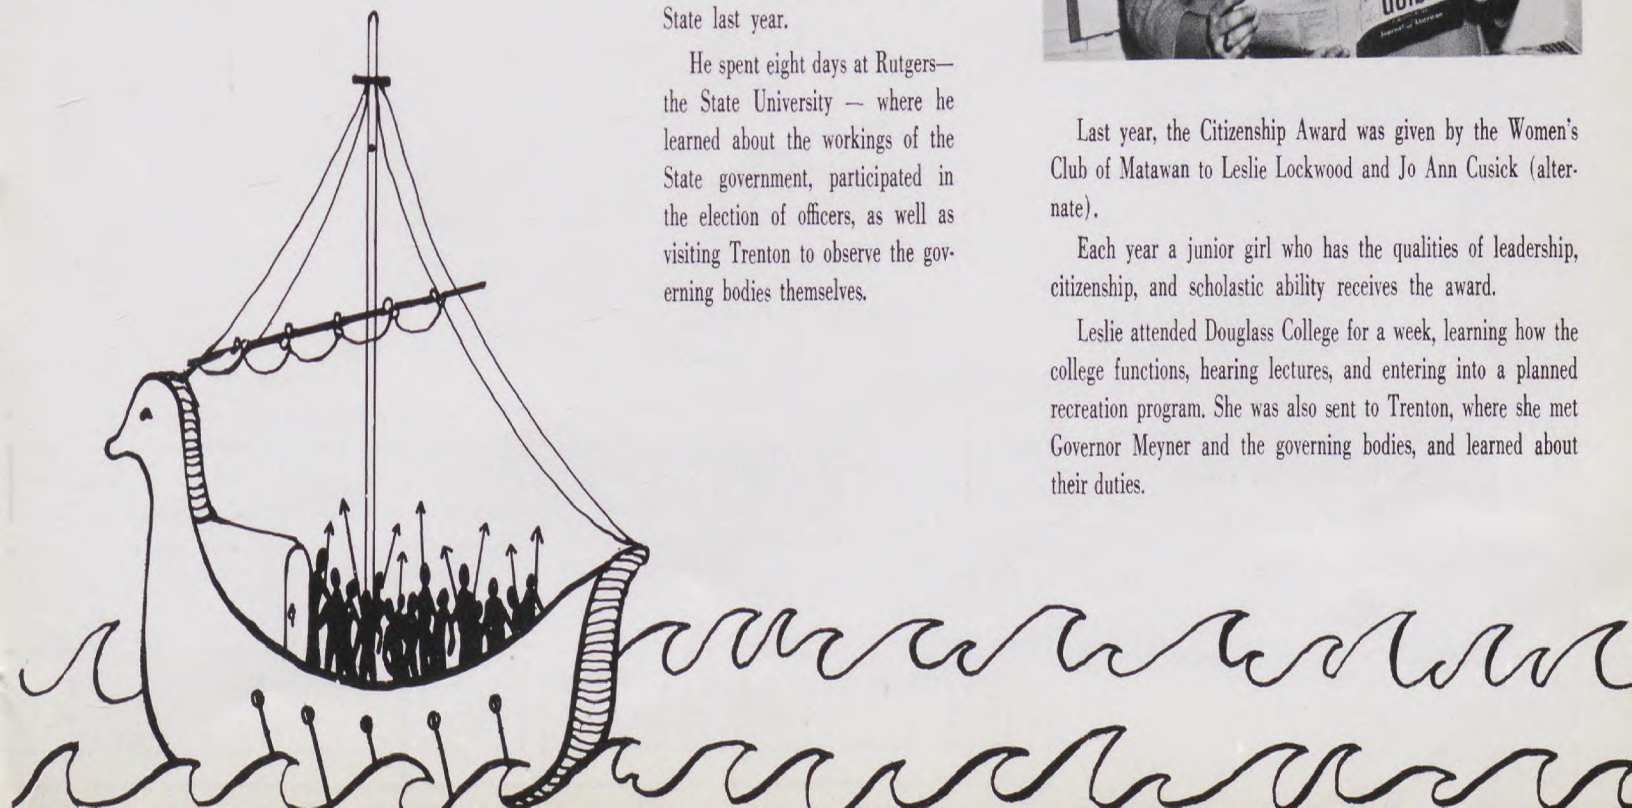 State last year.
He spent eight days at Rutgers—
the State University — where he
learned about the workings of the
State government, participated in
the election of officers, as well as
visiting Trenton to observe the gov-
erning bodies themselves.
Last year, the Citizenship Award was given by the Women's
Club of Matawan to Leslie Lockwood and Jo Ann Cusick (alter-
nate).
Each year a junior girl who has the qualities of leadership,
citizenship, and scholastic ability receives the award.
Leslie attended Douglass College for a week, learning how the
college functions, hearing lectures, and entering into a planned
recreation program. She was also sent to Trenton, where she met
Governor Meyner and the governing bodies, and learned about
their duties.